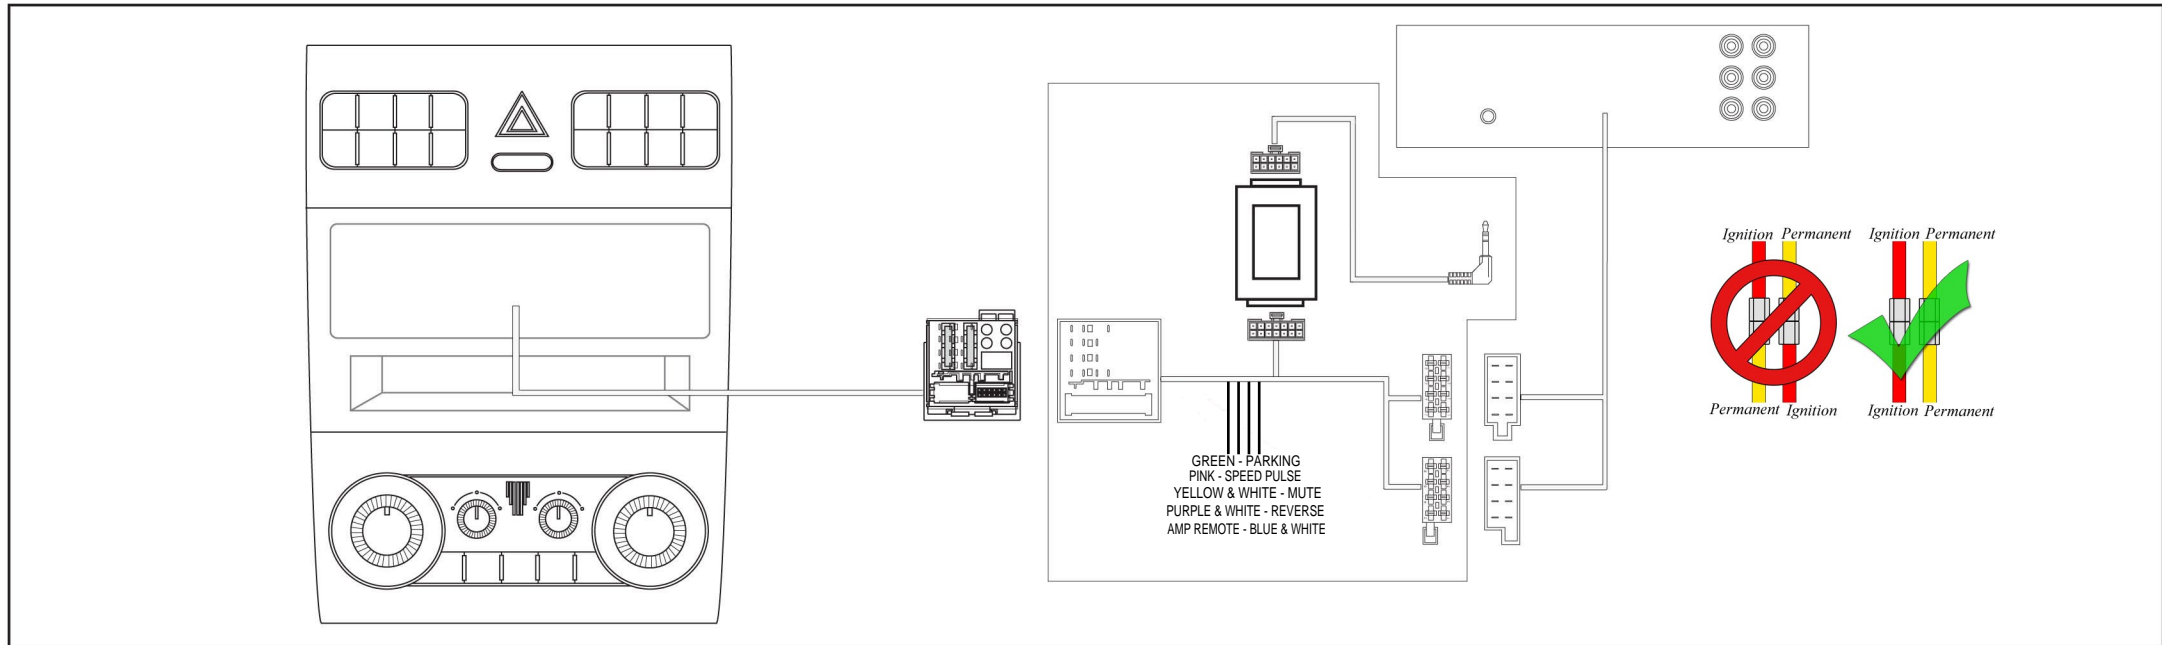 GREEN - PARKING
PINK - SPEED PULSE
YELLOW & WHITE - MUTE
PURPLE & WHITE - REVERSE
AMP REMOTE - BLUE & WHITE
Ignition Permanent
Permanent Ignition
Ignition Permanent
Ignition Permanent